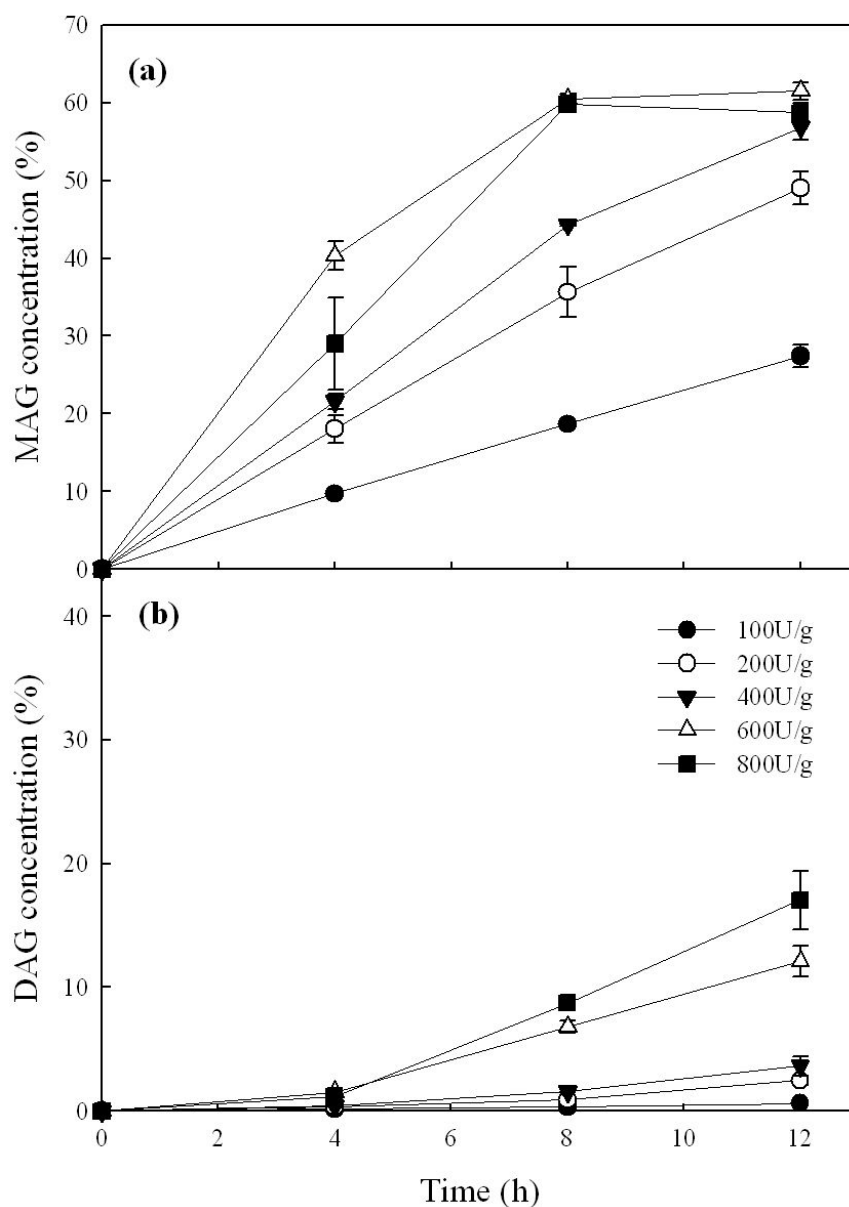 70
(a)
60
50
40
30
20
10
0
MAG concentration (%)
(b)
40
30
20
10
0
DAG concentration (%)
100U/g
200U/g
400U/g
600U/g
800U/g
0 2 4 6 8 10 12
Time (h)